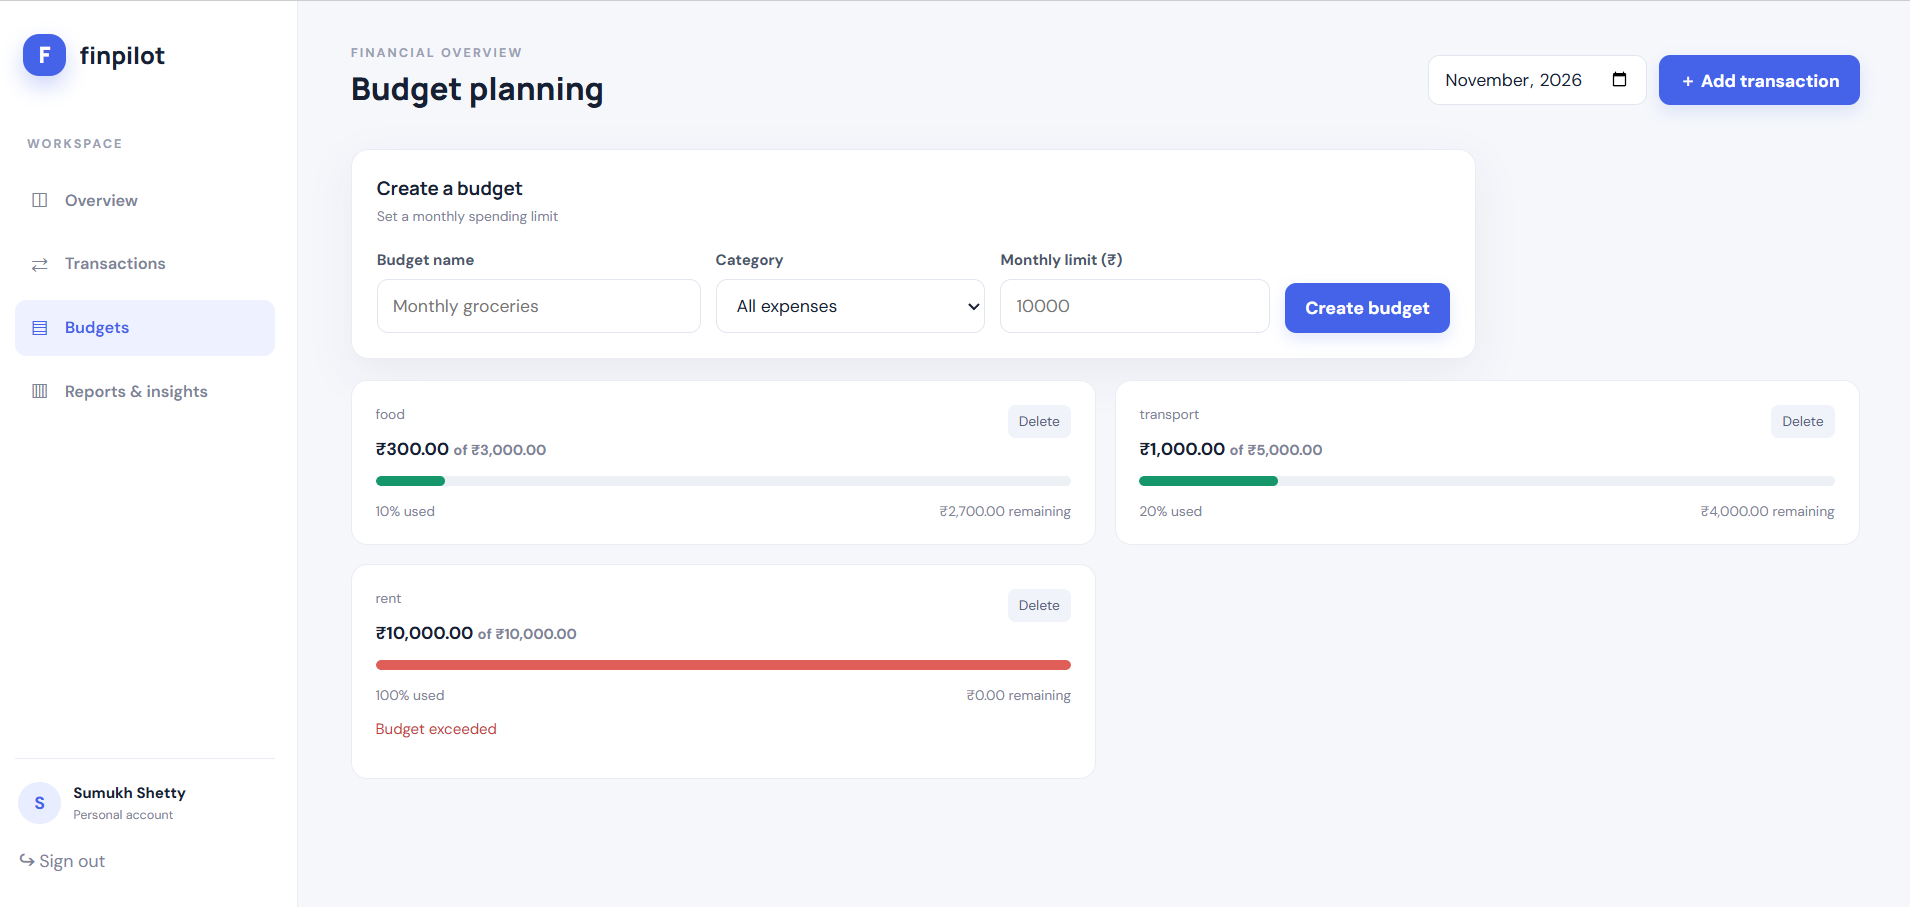 F finpilot
WORKSPACE
Overview
Transactions
Budgets
Reports & insights
S
Sumukh Shetty
Personal account
↪ Sign out
FINANCIAL OVERVIEW
Budget planning
November, 2026
+ Add transaction
Create a budget
Set a monthly spending limit
Budget name
Monthly groceries
Category
All expenses
Monthly limit (₹)
10000
Create budget
food
Delete
₹300.00 of ₹3,000.00
10% used
₹2,700.00 remaining
transport
Delete
₹1,000.00 of ₹5,000.00
20% used
₹4,000.00 remaining
rent
Delete
₹10,000.00 of ₹10,000.00
100% used
₹0.00 remaining
Budget exceeded